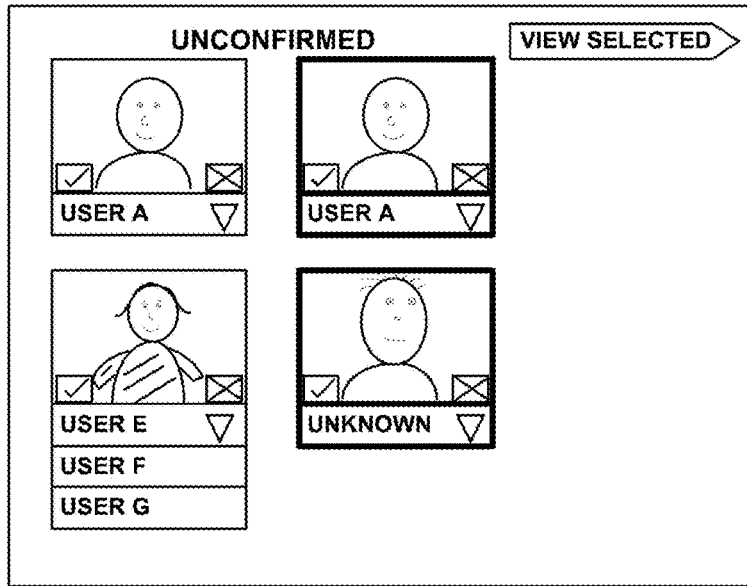 UNCONFIRMED
VIEW SELECTED
USER A
USER A
USER E
USER F
USER G
UNKNOWN